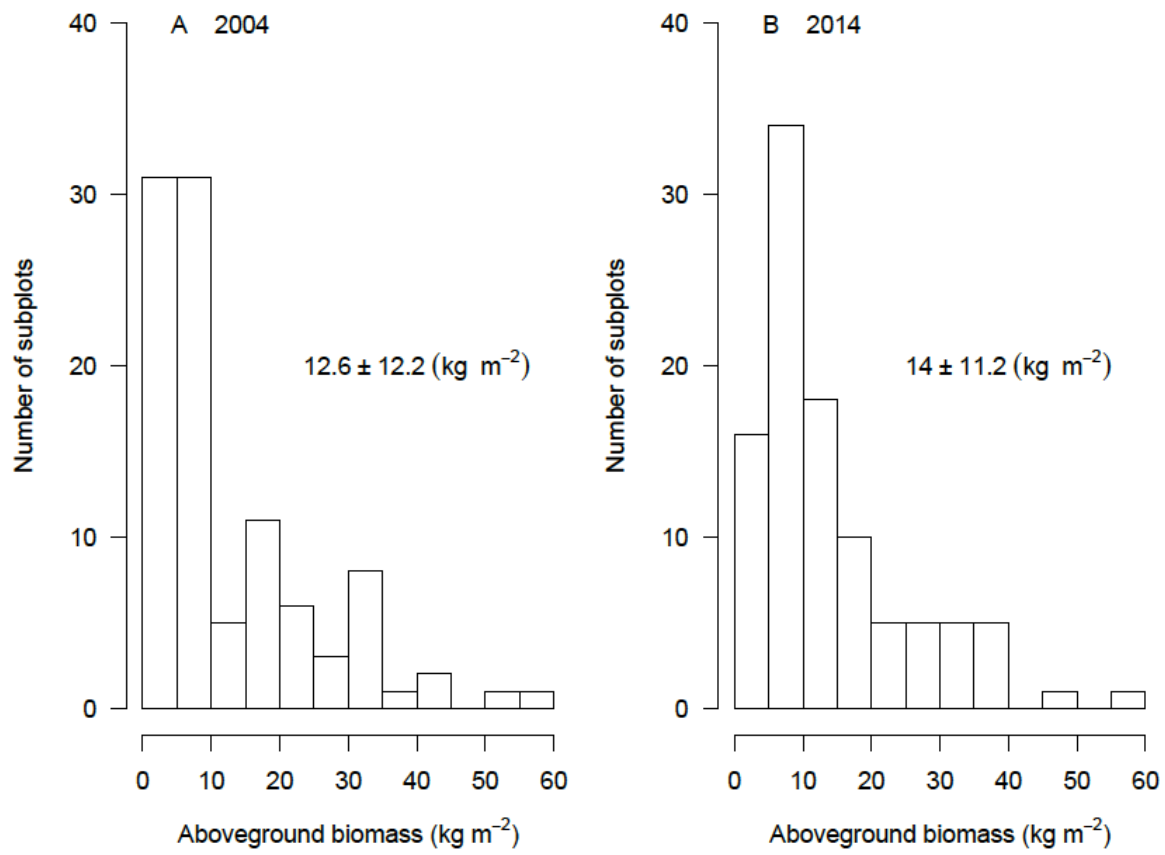 A 2004
40
30
20
10
0
Number of subplots
12.6 ± 12.2 (kg m⁻²)
0 10 20 30 40 50 60
Aboveground biomass (kg m⁻²)
B 2014
40
30
20
10
0
Number of subplots
14 ± 11.2 (kg m⁻²)
0 10 20 30 40 50 60
Aboveground biomass (kg m⁻²)